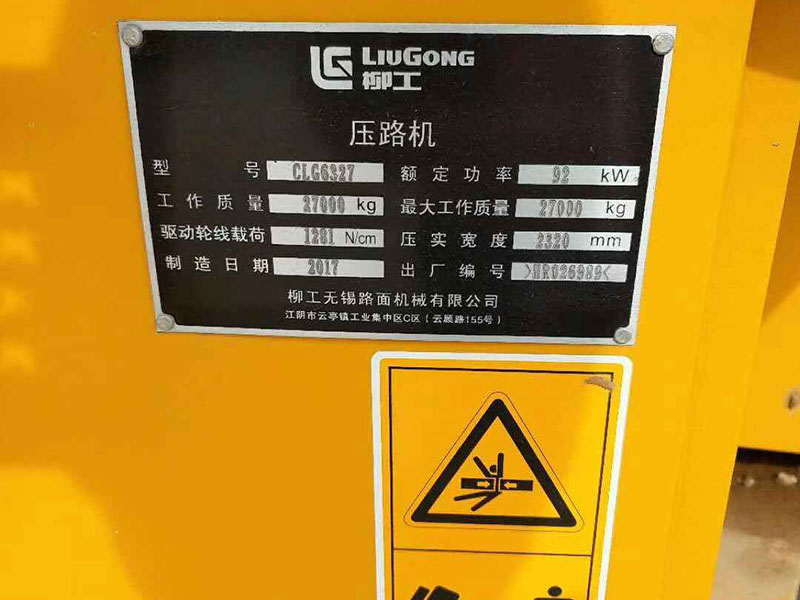 LIUGONG
柳工
压路机
型 号 CLG6327 额定功率 92 kW
工作质量 27000 kg 最大工作质量 27000 kg
驱动轮线载荷 1281 N/cm 压实宽度 2320 mm
制造日期 2017 出厂编号 >HR026989<
柳工无锡路面机械有限公司
江阴市云亭镇工业集中区C区(云顾路155号)